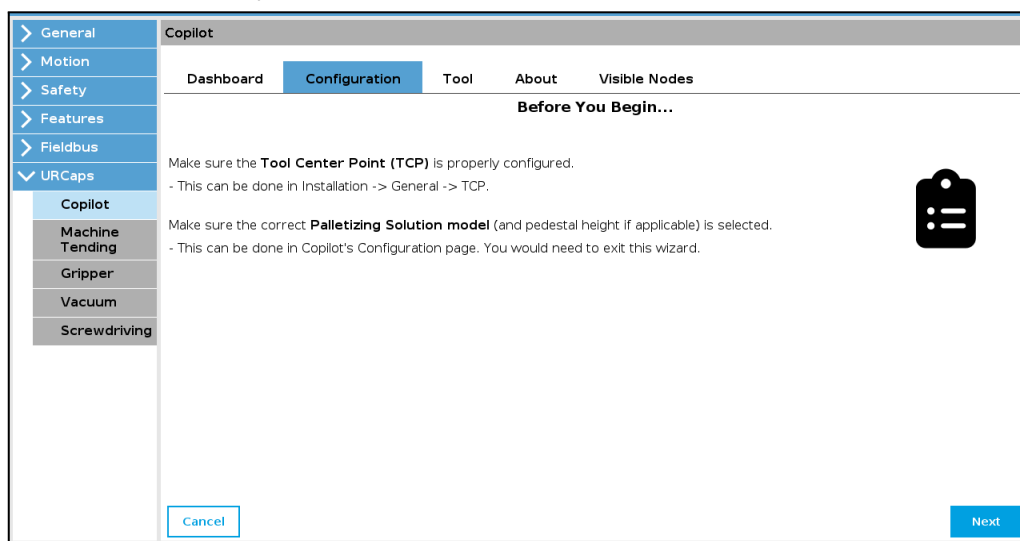 General
Motion
Safety
Features
Fieldbus
URCaps
Copilot
Machine
Tending
Gripper
Vacuum
Screwdriving
Copilot
Dashboard Configuration Tool About Visible Nodes
Before You Begin...
Make sure the Tool Center Point (TCP) is properly configured.
- This can be done in Installation -> General -> TCP.
Make sure the correct Palletizing Solution model (and pedestal height if applicable) is selected.
- This can be done in Copilot's Configuration page. You would need to exit this wizard.
Cancel Next